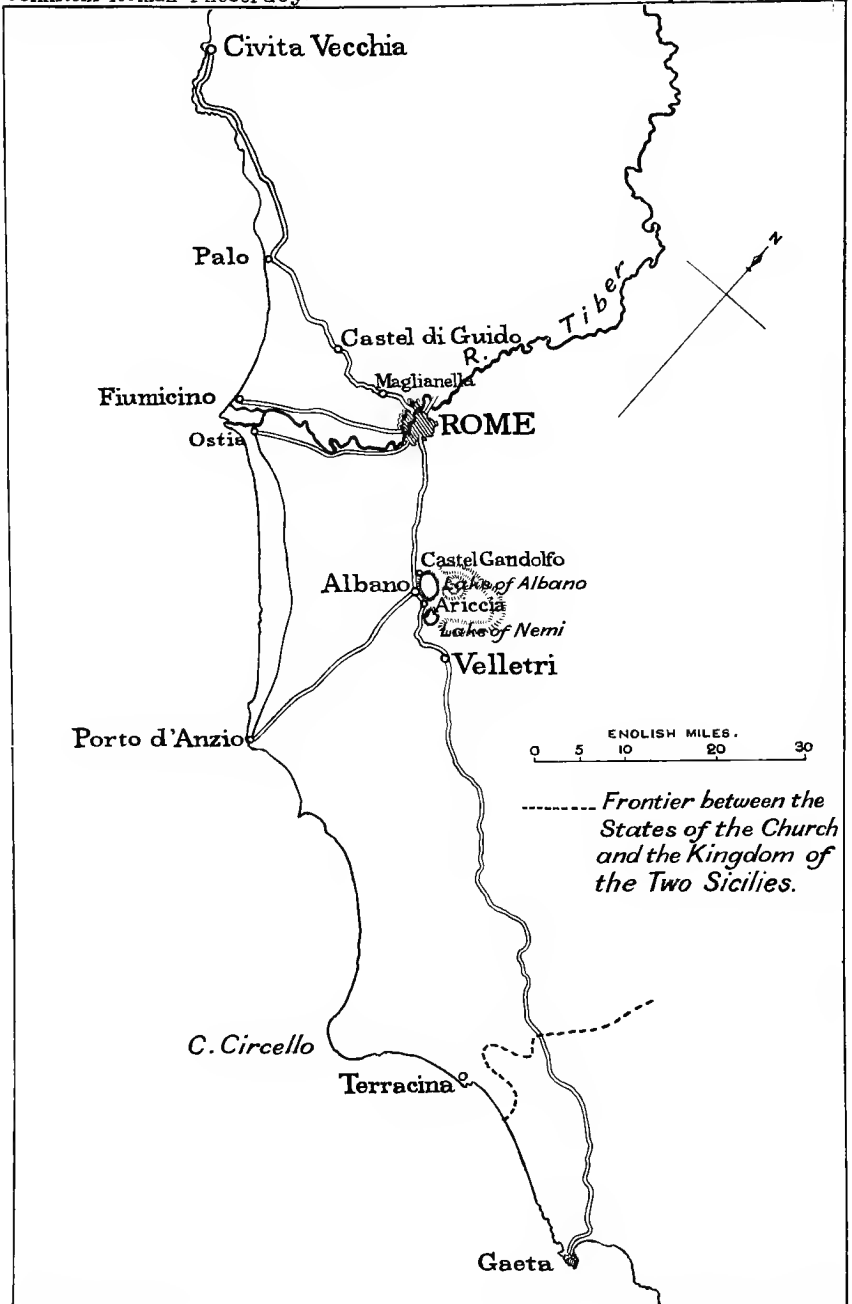 Civita Vecchia
Palo
Castel di Guido
R. Tiber
N
Maglianella
Fiumicino
ROME
Ostia
Castel Gandolfo
Albano
Lake of Albano
Ariccia
Lake of Nemi
Velletri
Porto d'Anzio
ENGLISH MILES.
0 5 10 20 30
Frontier between the
States of the Church
and the Kingdom of
the Two Sicilies.
C. Circello
Terracina
Gaeta